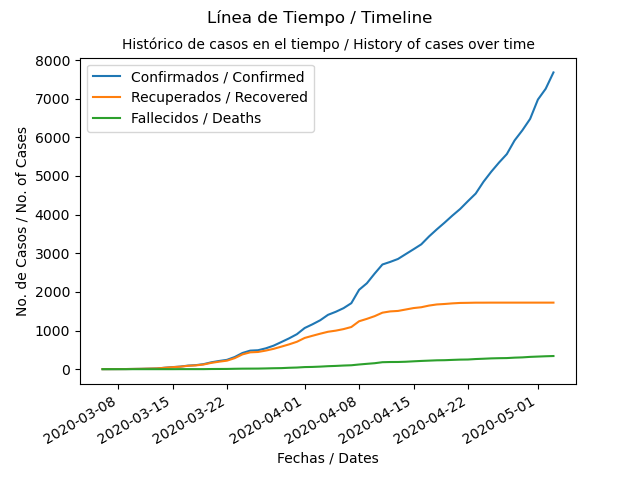 Línea de Tiempo / Timeline
Histórico de casos en el tiempo / History of cases over time
Confirmados / Confirmed
Recuperados / Recovered
Fallecidos / Deaths
No. de Casos / No. of Cases
8000
7000
6000
5000
4000
3000
2000
1000
0
2020-03-08
2020-03-15
2020-03-22
2020-04-01
2020-04-08
2020-04-15
2020-04-22
2020-05-01
Fechas / Dates